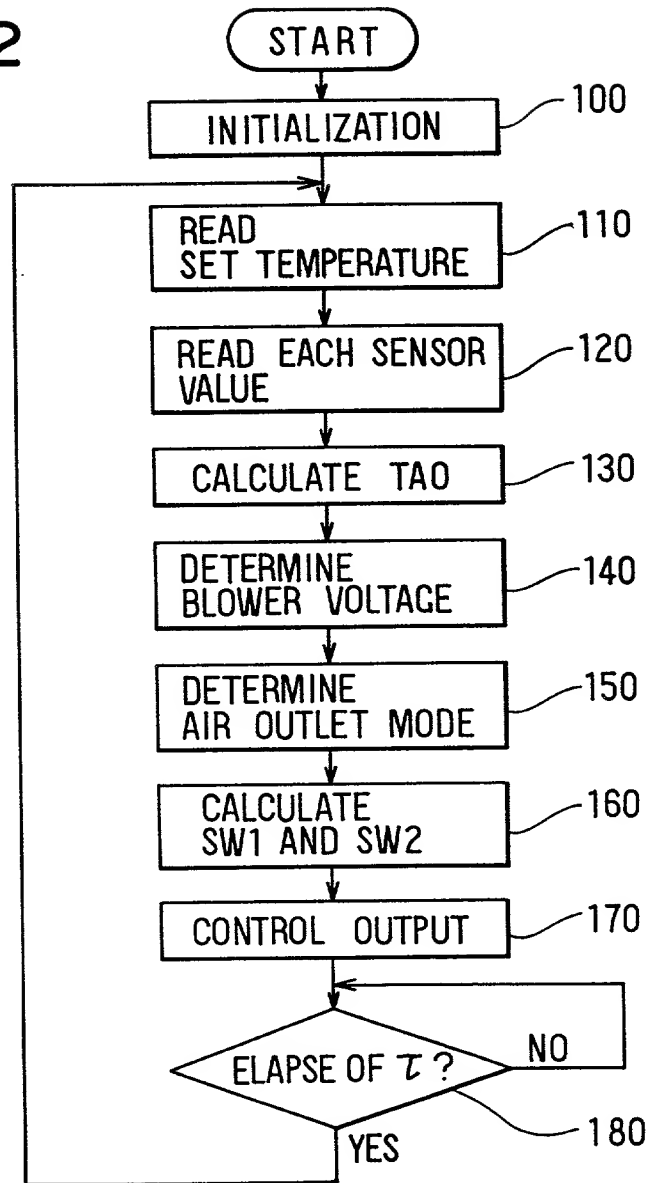 2
START
INITIALIZATION
100
READ
SET TEMPERATURE
110
READ EACH SENSOR
VALUE
120
CALCULATE TAO
130
DETERMINE
BLOWER VOLTAGE
140
DETERMINE
AIR OUTLET MODE
150
CALCULATE
SW1 AND SW2
160
CONTROL OUTPUT
170
ELAPSE OF τ ?
NO
180
YES